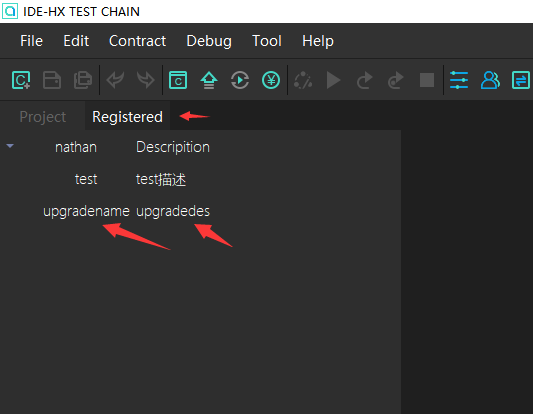 IDE-HX TEST CHAIN
File Edit Contract Debug Tool Help
Project Registered
nathan Descripition
test test描述
upgradename upgradedes